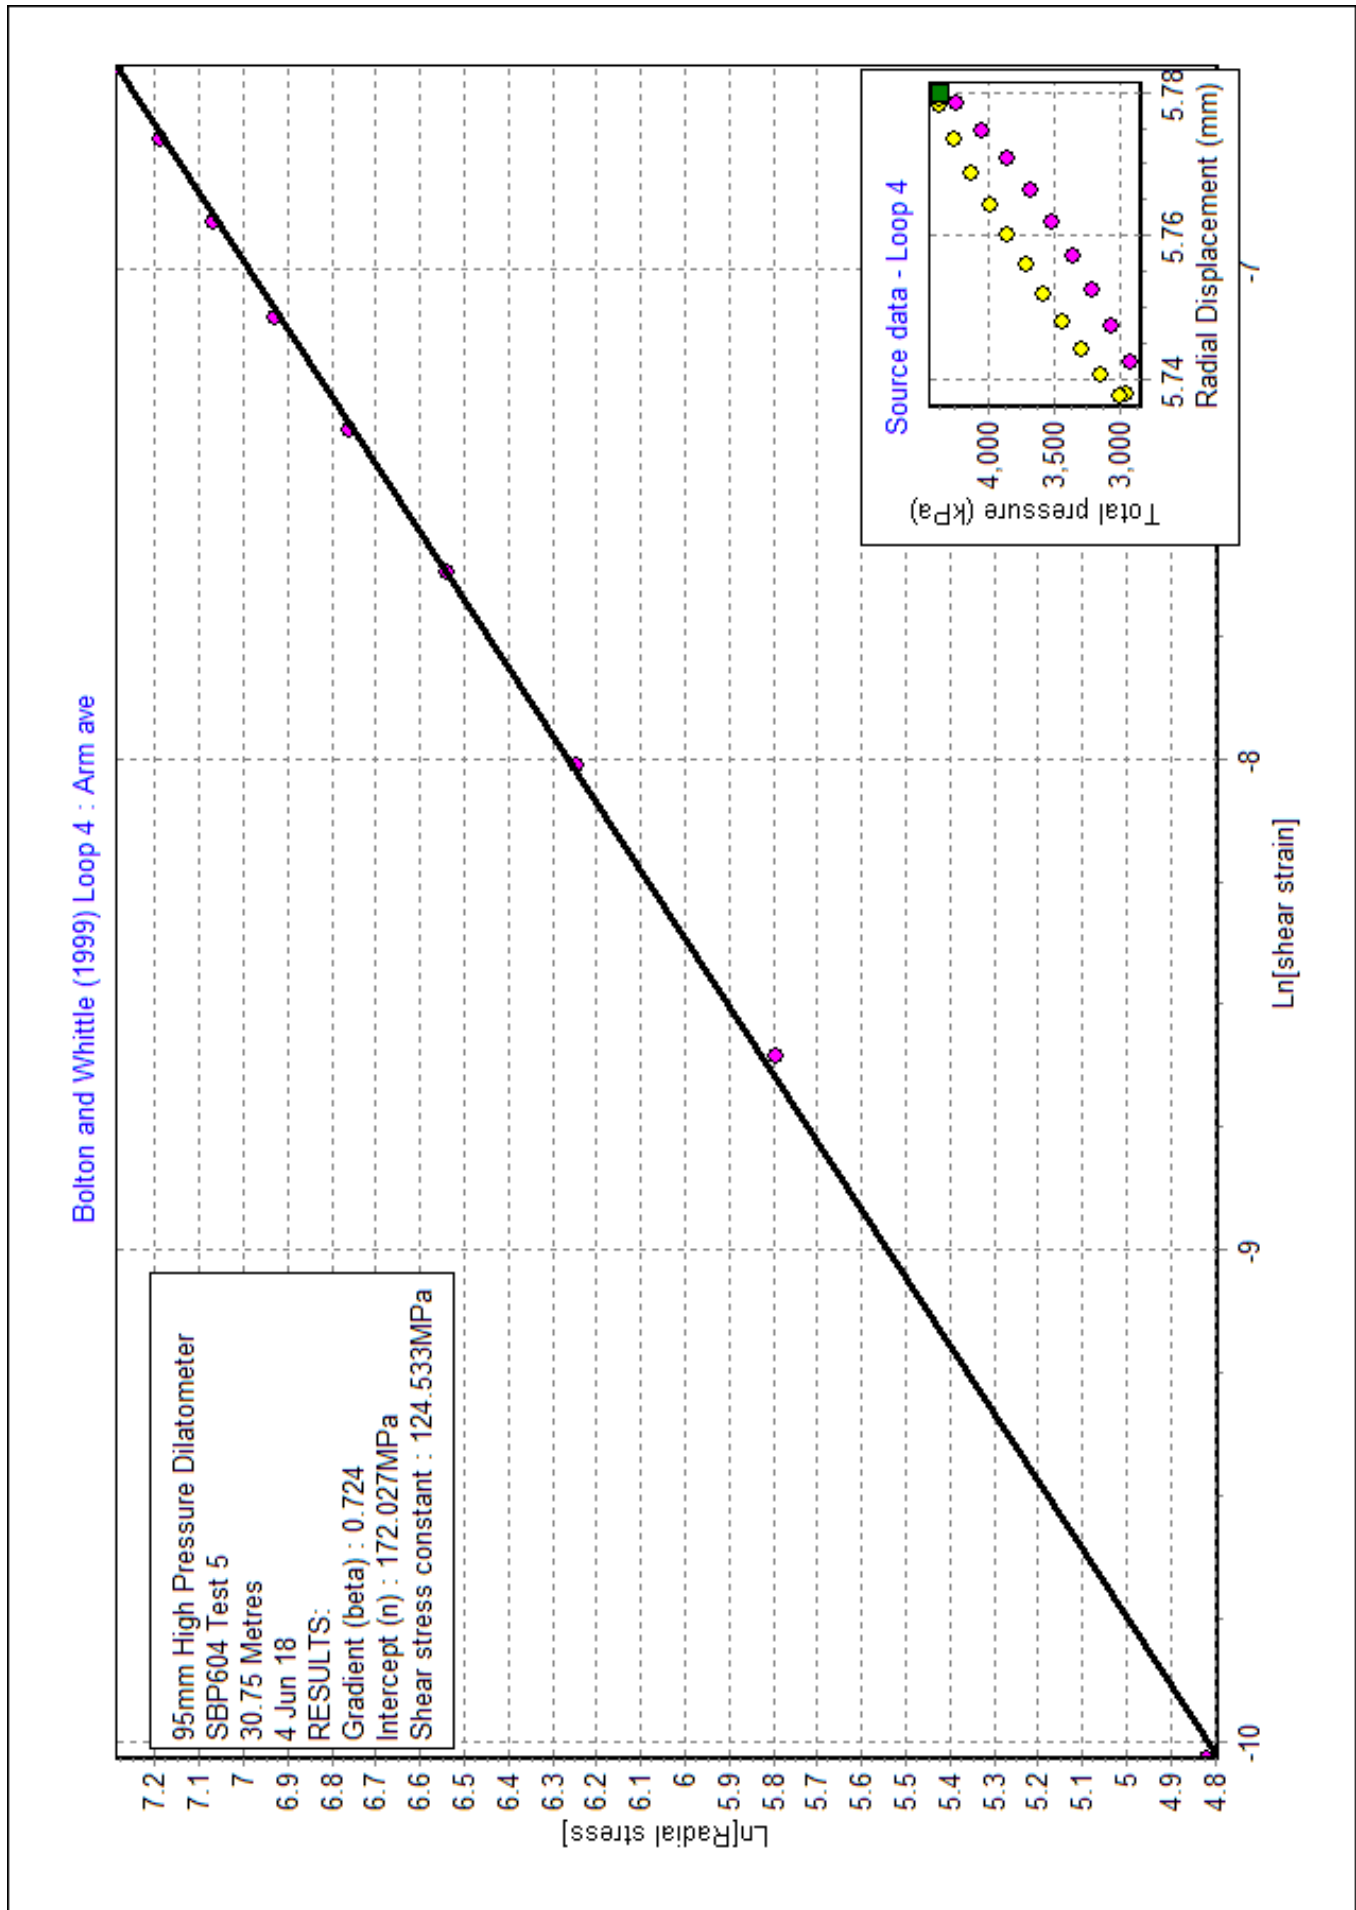 Bolton and Whittle (1999) Loop 4 : Arm ave
95mm High Pressure Dilatometer
SBP604 Test 5
30.75 Metres
4 Jun 18
RESULTS:
Gradient (beta) : 0.724
Intercept (n) : 172.027MPa
Shear stress constant : 124.533MPa
Ln[Radial stress]
7.2
7.1
7
6.9
6.8
6.7
6.6
6.5
6.4
6.3
6.2
6.1
6
5.9
5.8
5.7
5.6
5.5
5.4
5.3
5.2
5.1
5
4.9
4.8
-10
-9
-8
-7
Ln[shear strain]
Source data - Loop 4
Total pressure (kPa)
4,000
3,500
3,000
5.74
5.76
5.78
Radial Displacement (mm)